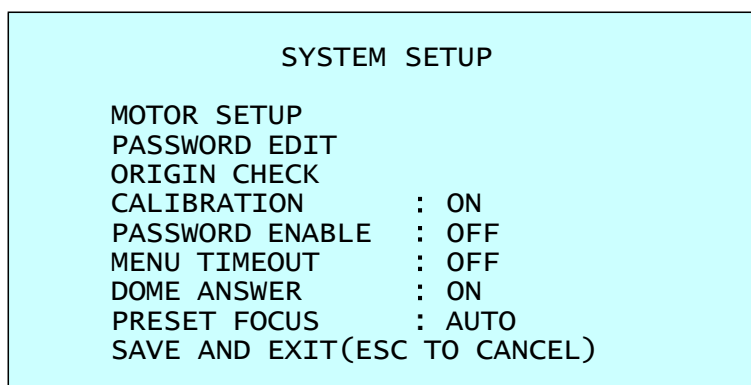 SYSTEM SETUP
MOTOR SETUP
PASSWORD EDIT
ORIGIN CHECK
CALIBRATION : ON
PASSWORD ENABLE : OFF
MENU TIMEOUT : OFF
DOME ANSWER : ON
PRESET FOCUS : AUTO
SAVE AND EXIT(ESC TO CANCEL)